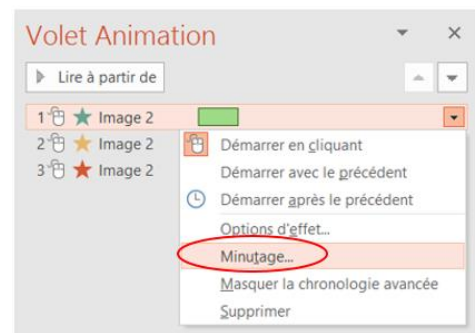 Volet Animation
Lire à partir de
1 Image 2
2 Image 2
3 Image 2
Démarrer en cliquant
Démarrer avec le précédent
Démarrer après le précédent
Options d'effet...
Minutage...
Masquer la chronologie avancée
Supprimer